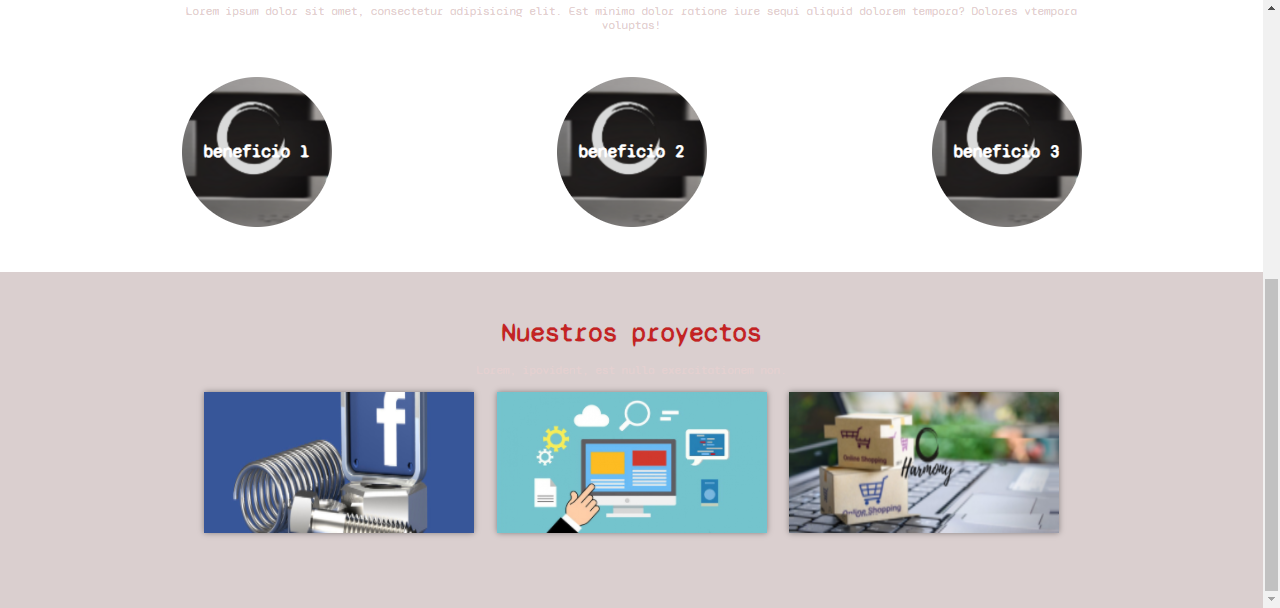 Lorem ipsum dolor sit amet, consectetur adipisicing elit. Est minima dolor ratione iure sequi aliquid dolorem tempora? Dolores vtempora
voluptas!
beneficio 1
beneficio 2
beneficio 3
Nuestros proyectos
f
Online Shopping
Harmony
Online Shopping